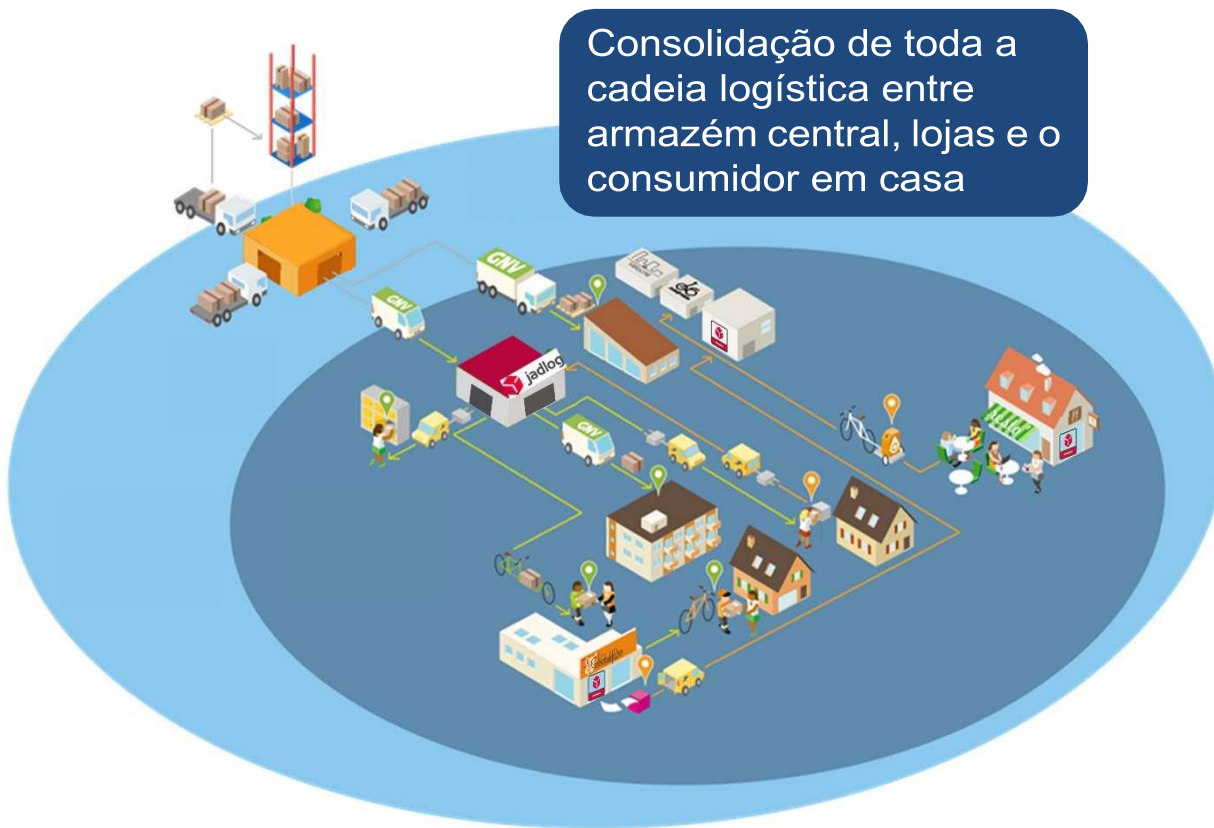 Consolidação de toda a
cadeia logística entre
armazém central, lojas e o
consumidor em casa
GNV
GNV
jadlog
GNV